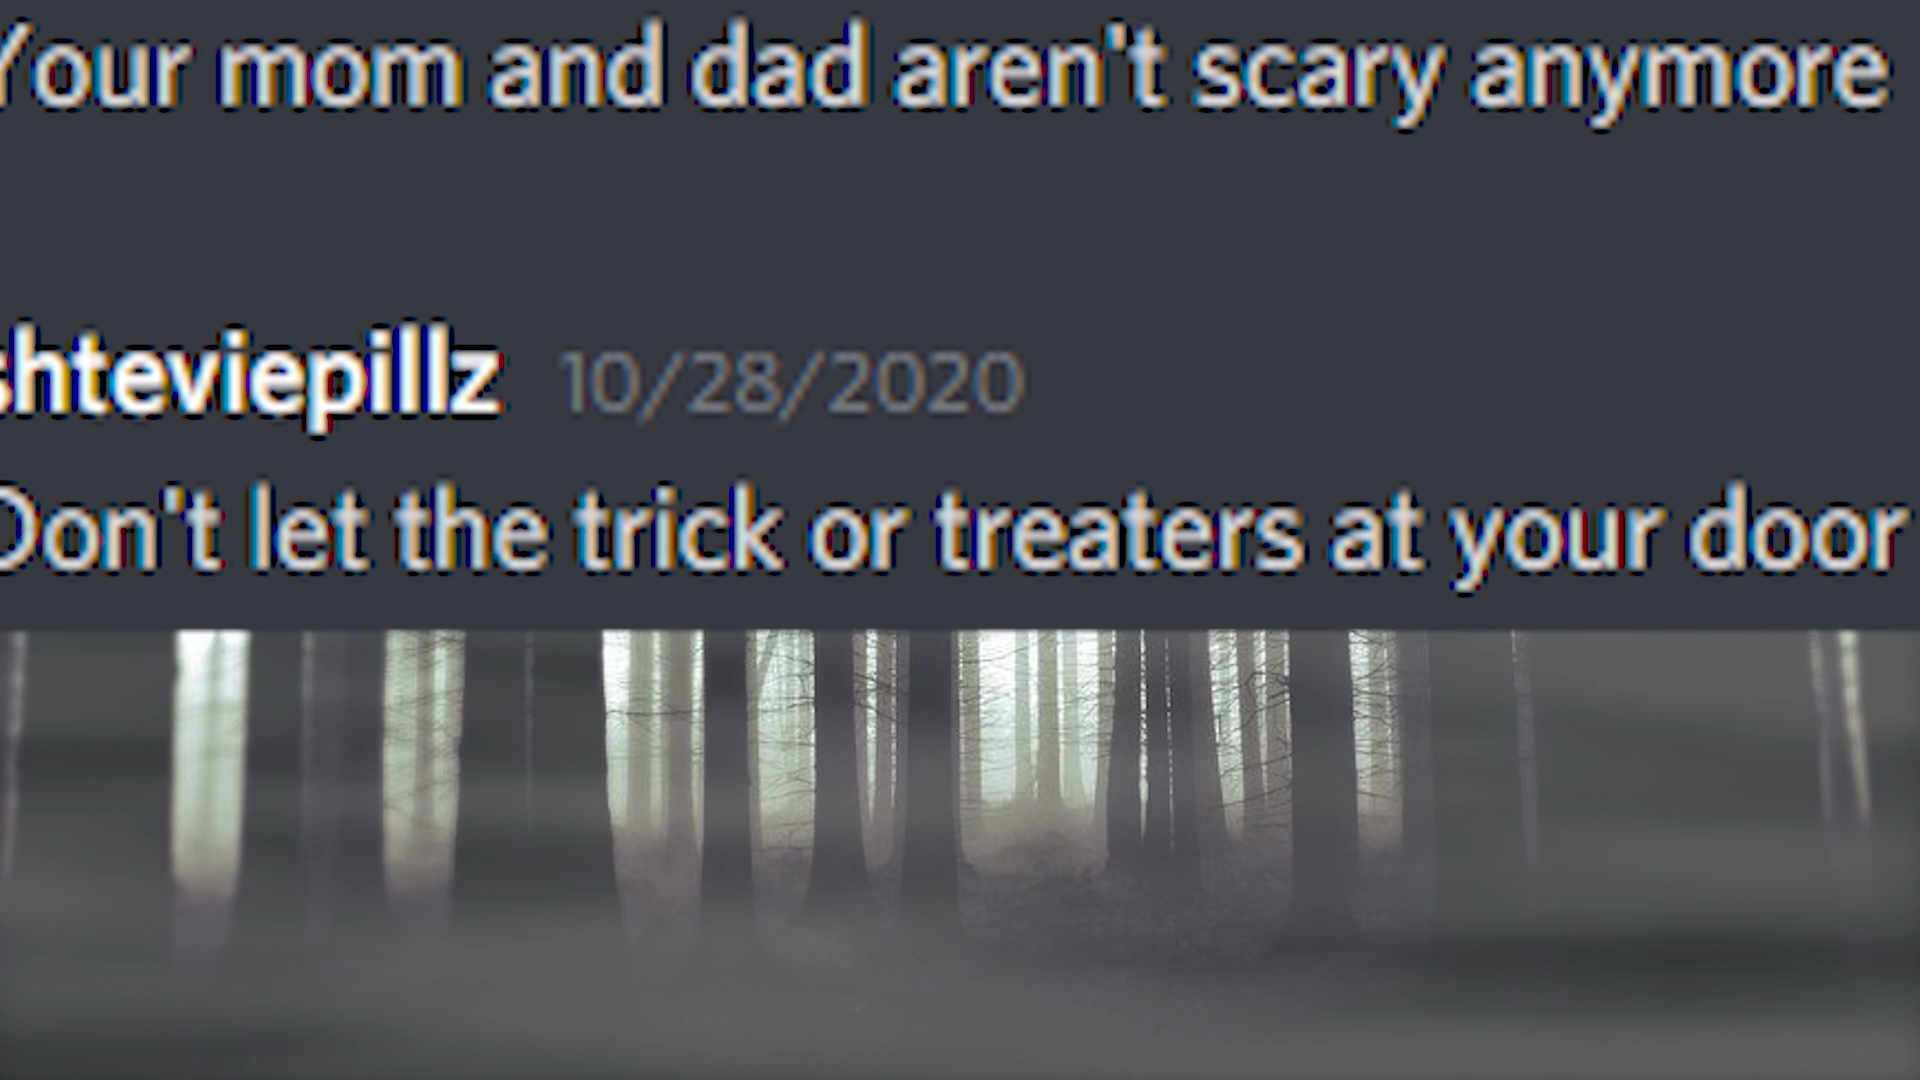 Your mom and dad aren't scary anymore
shteviepillz 10/28/2020
Don't let the trick or treaters at your door